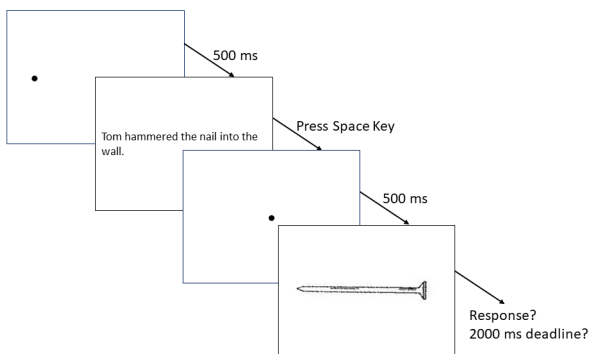 500 ms
Tom hammered the nail into the
wall.
Press Space Key
500 ms
Response?
2000 ms deadline?